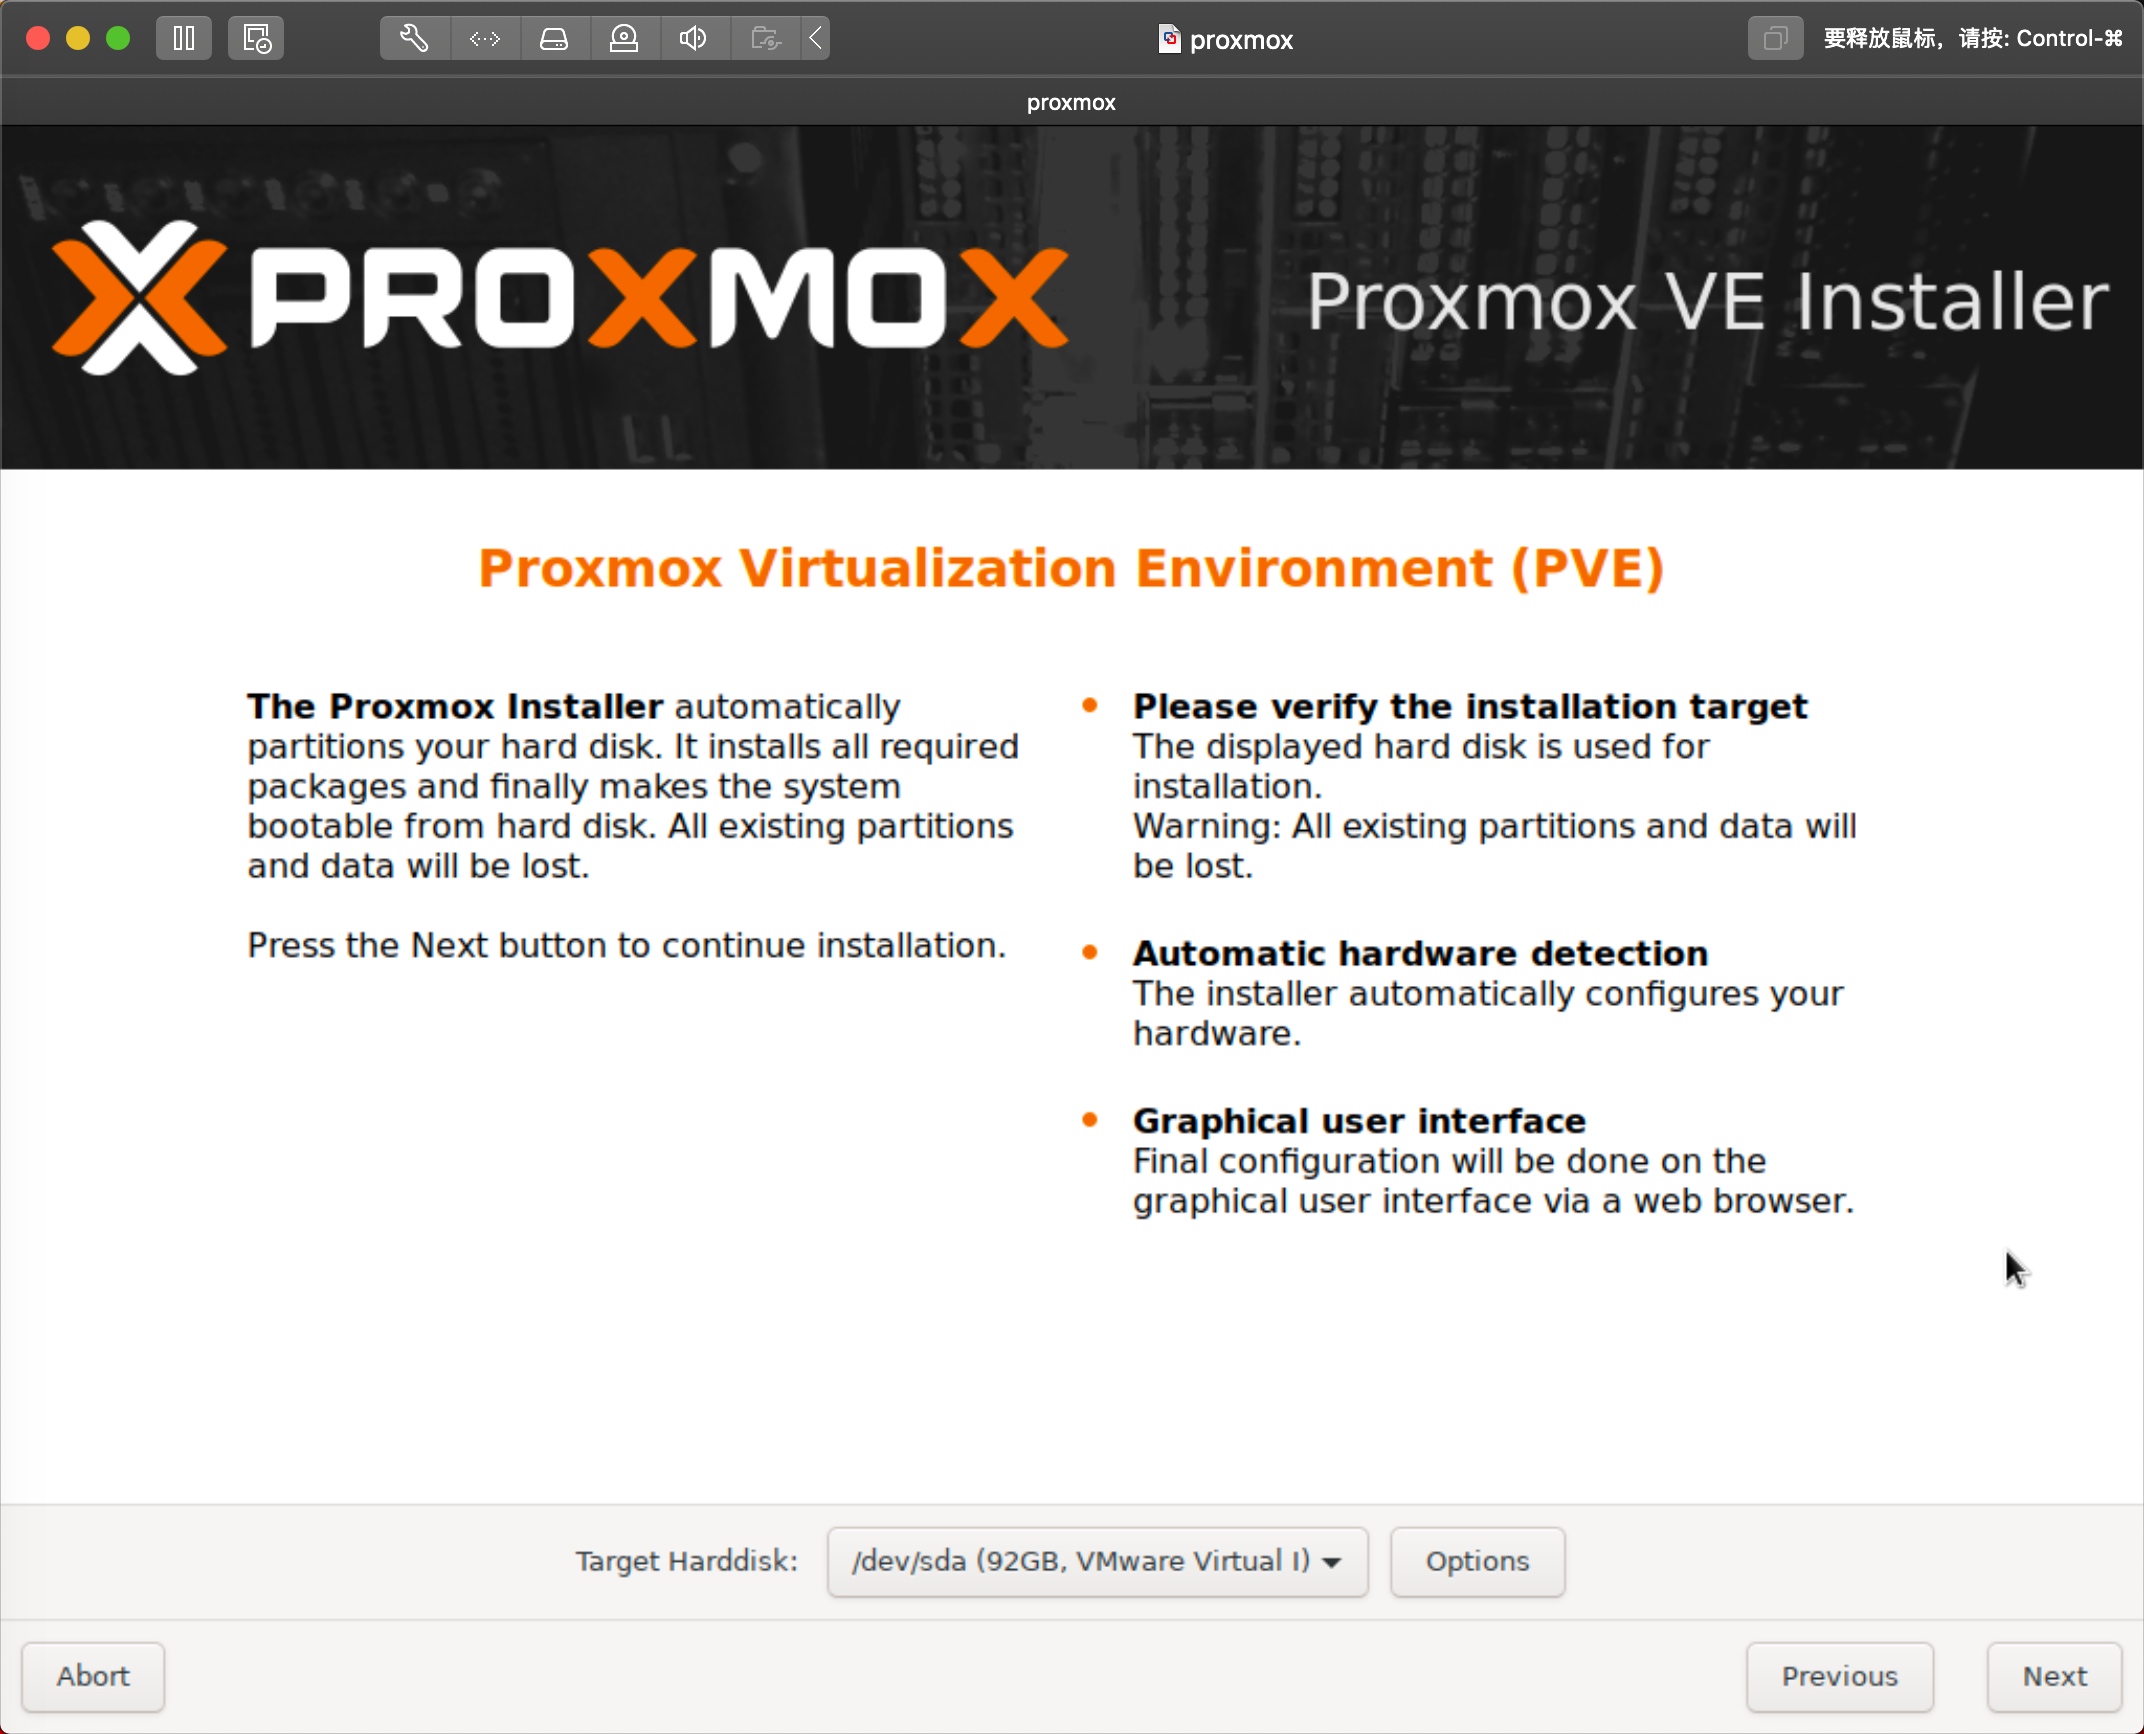 proxmox
要释放鼠标，请按: Control-⌘
proxmox
PROXMOX
Proxmox VE Installer
Proxmox Virtualization Environment (PVE)
The Proxmox Installer automatically
partitions your hard disk. It installs all required
packages and finally makes the system
bootable from hard disk. All existing partitions
and data will be lost.
Press the Next button to continue installation.
Please verify the installation target
The displayed hard disk is used for
installation.
Warning: All existing partitions and data will
be lost.
Automatic hardware detection
The installer automatically configures your
hardware.
Graphical user interface
Final configuration will be done on the
graphical user interface via a web browser.
Target Harddisk: /dev/sda (92GB, VMware Virtual I) Options
Abort Previous Next